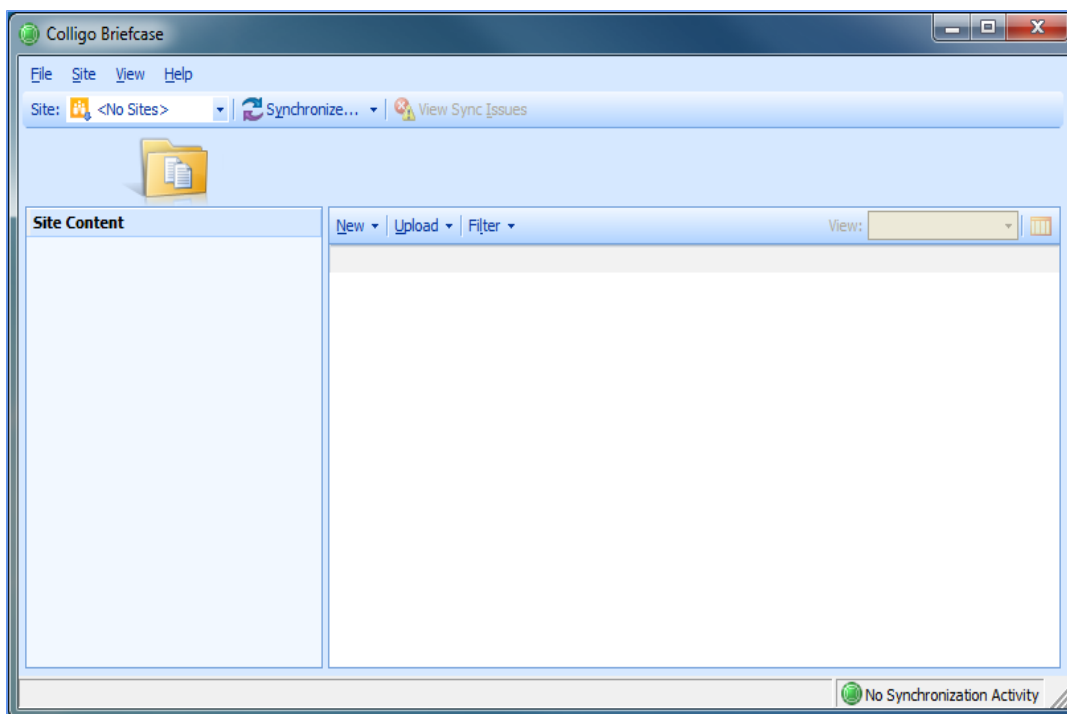 Colligo Briefcase
File Site View Help
Site: <No Sites> Synchronize... View Sync Issues
Site Content
New Upload Filter View:
No Synchronization Activity